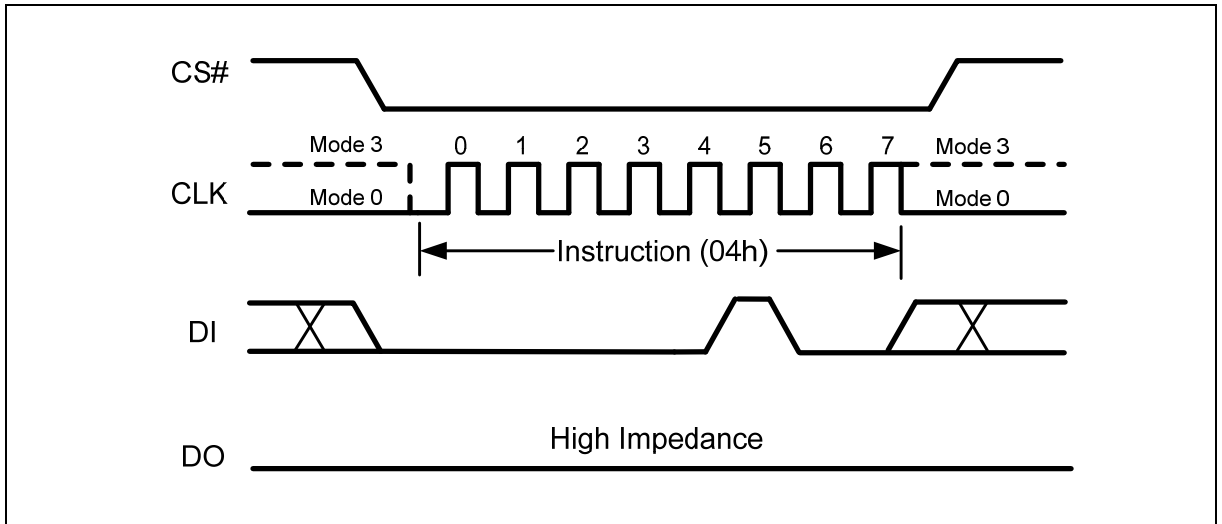 CS#
Mode 3 0 1 2 3 4 5 6 7 Mode 3
CLK
Mode 0 Mode 0
Instruction (04h)
DI
High Impedance
DO